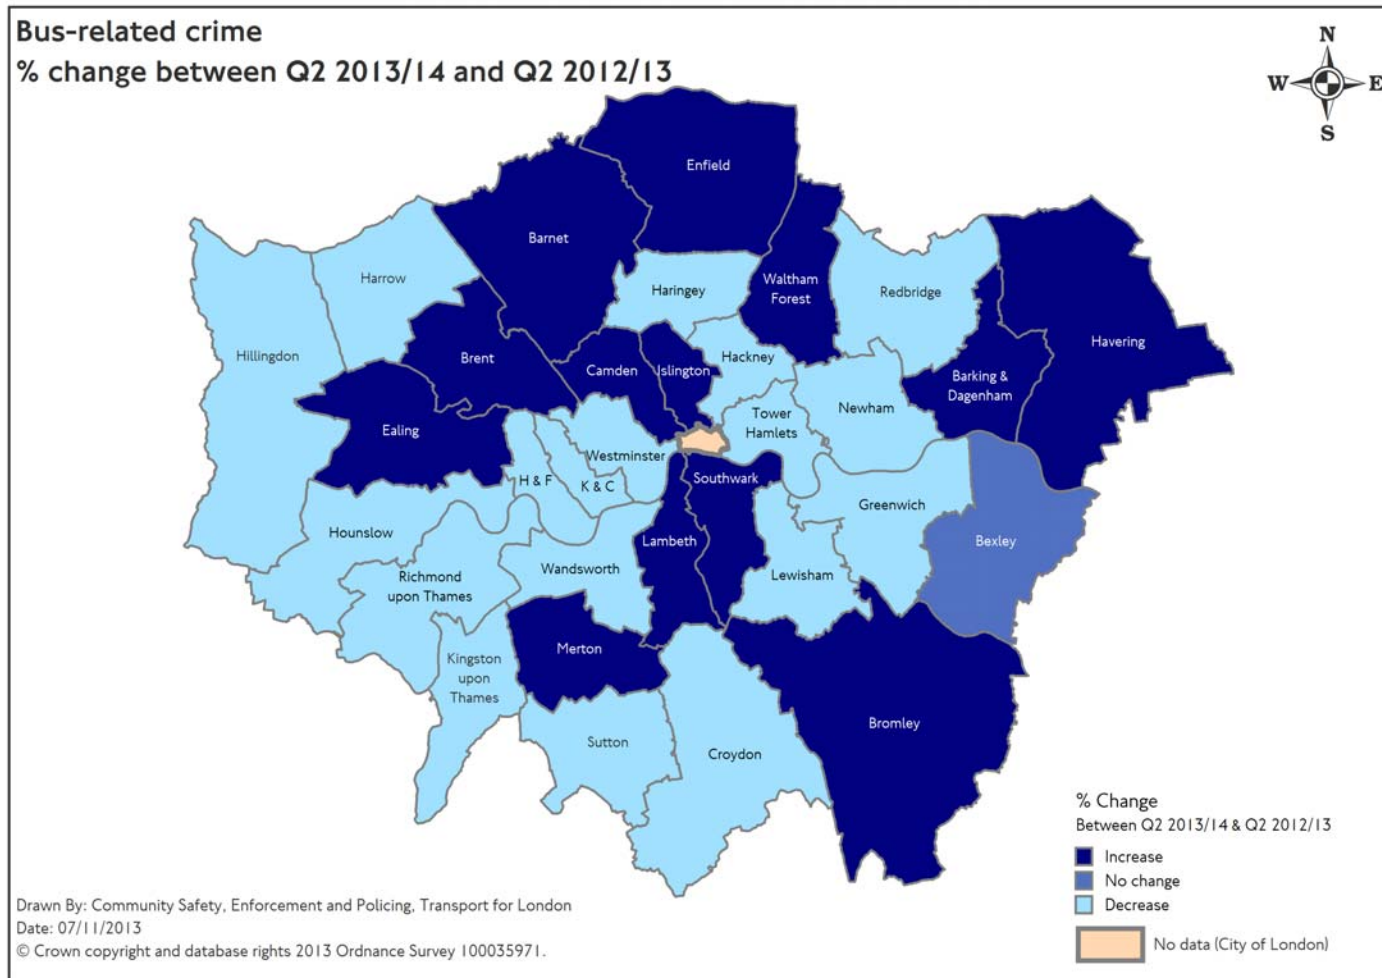 Bus-related crime
% change between Q2 2013/14 and Q2 2012/13
N
W
E
S
Enfield
Barnet
Harrow
Haringey
Waltham
Forest
Redbridge
Havering
Hillingdon
Brent
Camden
Islington
Hackney
Barking &
Dagenham
Ealing
Tower
Hamlets
Newham
Westminster
H & F
K & C
Southwark
Greenwich
Hounslow
Lambeth
Bexley
Richmond
upon Thames
Wandsworth
Lewisham
Merton
Kingston
upon
Thames
Bromley
Sutton
Croydon
% Change
Between Q2 2013/14 & Q2 2012/13
Increase
No change
Decrease
No data (City of London)
Drawn By: Community Safety, Enforcement and Policing, Transport for London
Date: 07/11/2013
© Crown copyright and database rights 2013 Ordnance Survey 100035971.